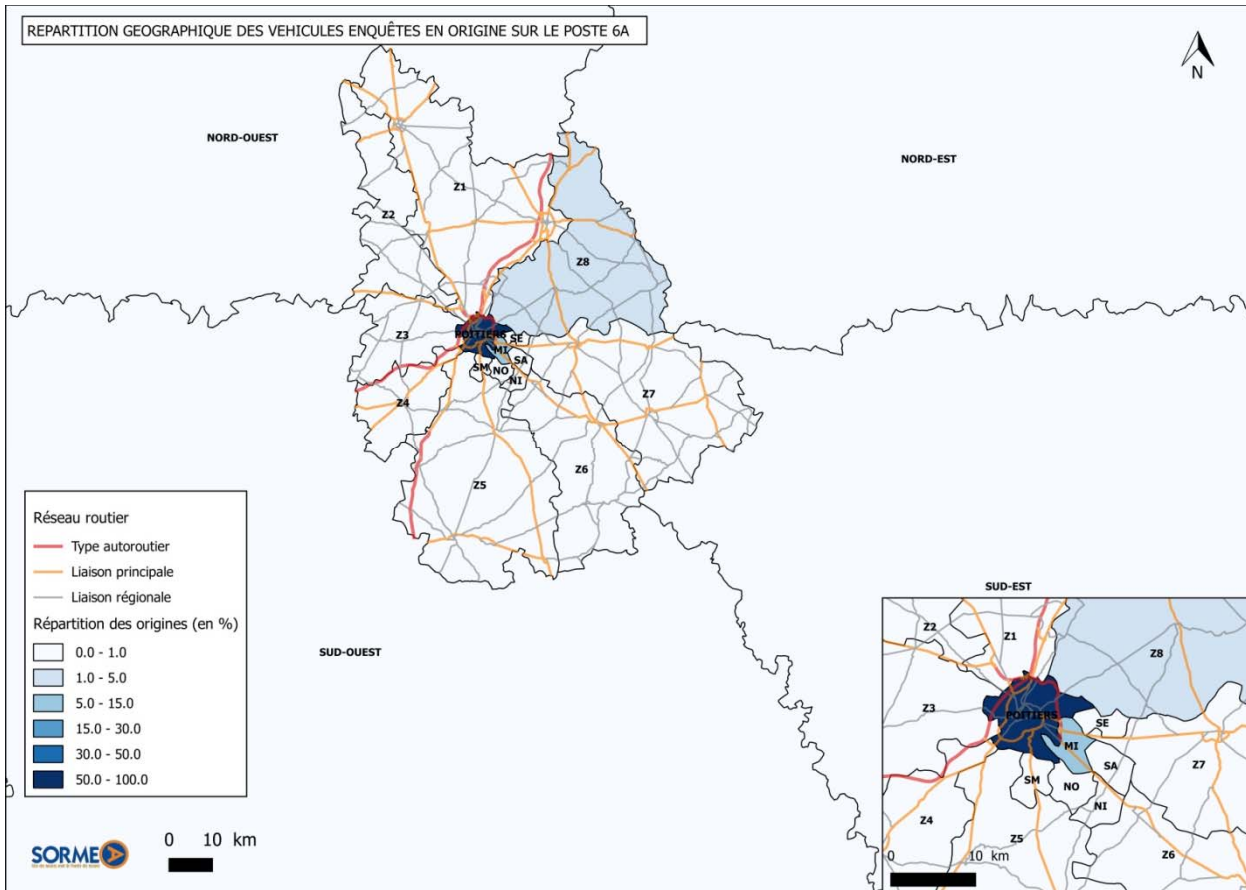 REPARTITION GEOGRAPHIQUE DES VEHICULES ENQUÊTES EN ORIGINE SUR LE POSTE 6A
N
NORD-OUEST
NORD-EST
Z1
Z2
Z8
POITIERS
SE
Z3
MI
SA
SM
NO
NI
Z4
Z7
Z6
Z5
SUD-OUEST
SUD-EST
Réseau routier
Type autoroutier
Liaison principale
Liaison régionale
Répartition des origines (en %)
0.0 - 1.0
1.0 - 5.0
5.0 - 15.0
15.0 - 30.0
30.0 - 50.0
50.0 - 100.0
SORMEA
0 10 km
Z2
Z1
Z8
Z3
POITIERS
SE
MI
SA
Z7
SM
NO
NI
Z4
Z5
Z6
0 10 km